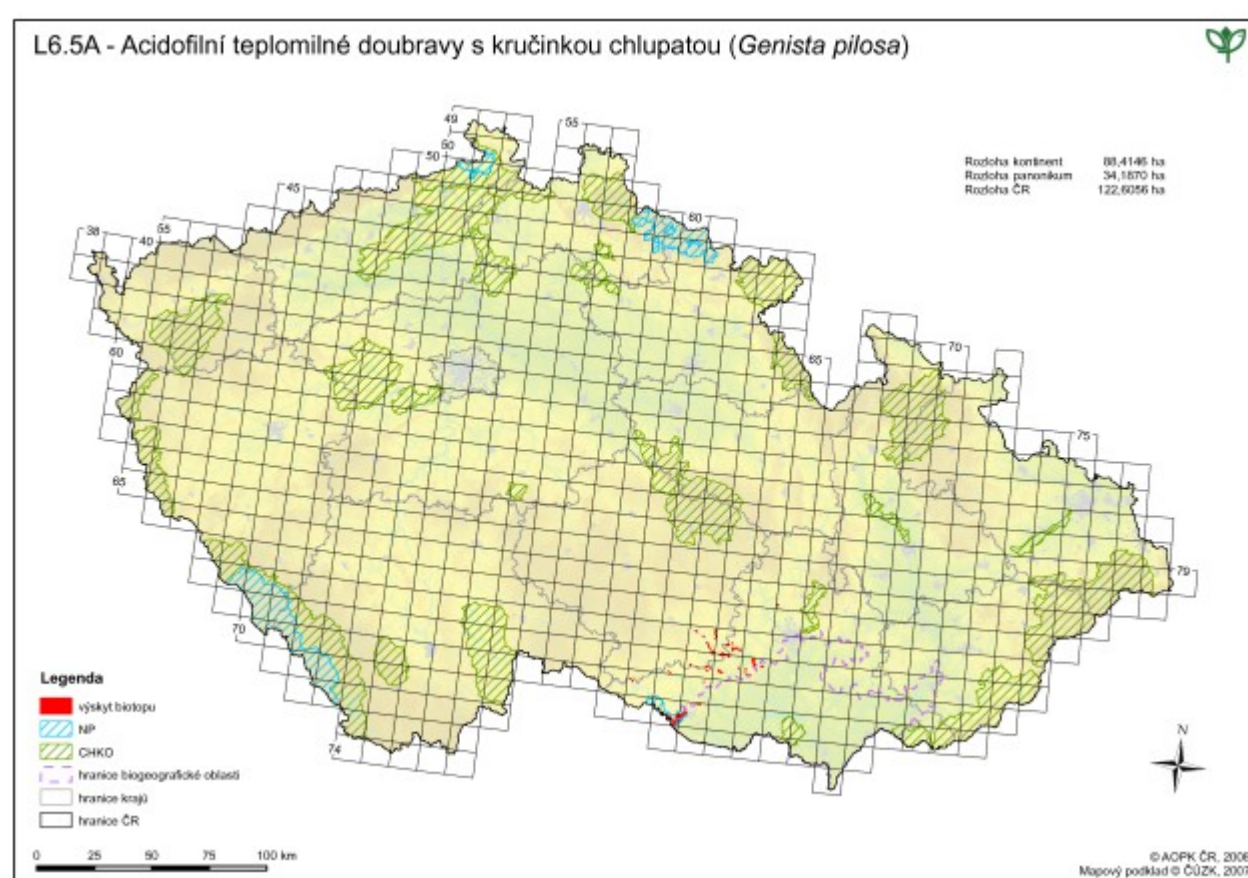 L6.5A - Acidofilní teplomilné doubravy s kručinkou chlupatou (Genista pilosa)
Rozloha kontinent 88,4146 ha
Rozloha panonikum 34,1870 ha
Rozloha ČR 122,6056 ha
49
50
50
55
45
60
38
40
55
60
65
70
65
75
79
70
74
Legenda
výskyt biotopu
NP
CHKO
hranice biogeografické oblasti
hranice krajů
hranice ČR
N
0 25 50 75 100 km
© AOPK ČR, 2008
Mapový podklad © ČÚZK, 2007